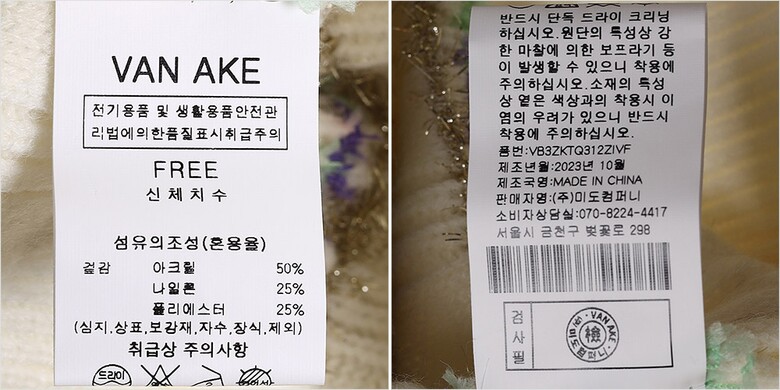 VAN AKE
전기용품 및 생활용품안전관
리법에의한품질표시취급주의
FREE
신체치수
섬유의조성(혼용율)
겉감 아크릴 50%
나일론 25%
폴리에스터 25%
(심지,상표,보강재,자수,장식,제외)
취급상 주의사항
드라이
반드시 단독 드라이 크리닝
하십시오.원단의 특성상 강
한 마찰에 의한 보프라기 등
이 발생할 수 있으니 착용에
주의하십시오.소재의 특성
상 옅은 색상과의 착용시 이
염의 우려가 있으니 반드시
착용에 주의하십시오.
품번:VB3ZKTQ312ZIVF
제조년월:2023년 10월
제조국명:MADE IN CHINA
판매자명:(주)미도컴퍼니
소비자상담실:070-8224-4417
서울시 금천구 벚꽃로 298
검사필
VAN AKE
檢
미도컴퍼니